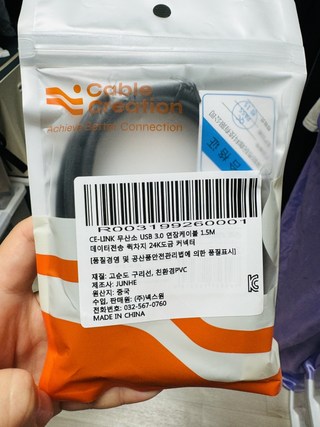 Cable
Creation
Achieve Better Connection
R003199260001
CE-LINK 무산소 USB 3.0 연장케이블 1.5M
데이터전송 퀵차지 24K도금 커넥터
[품질경영 및 공산품안전관리법에 의한 품질표시]
재질: 고순도 구리선, 친환경PVC
제조사: JUNHE
원산지: 중국
수입, 판매원: (주)넥스원
전화번호: 032-567-0760
MADE IN CHINA